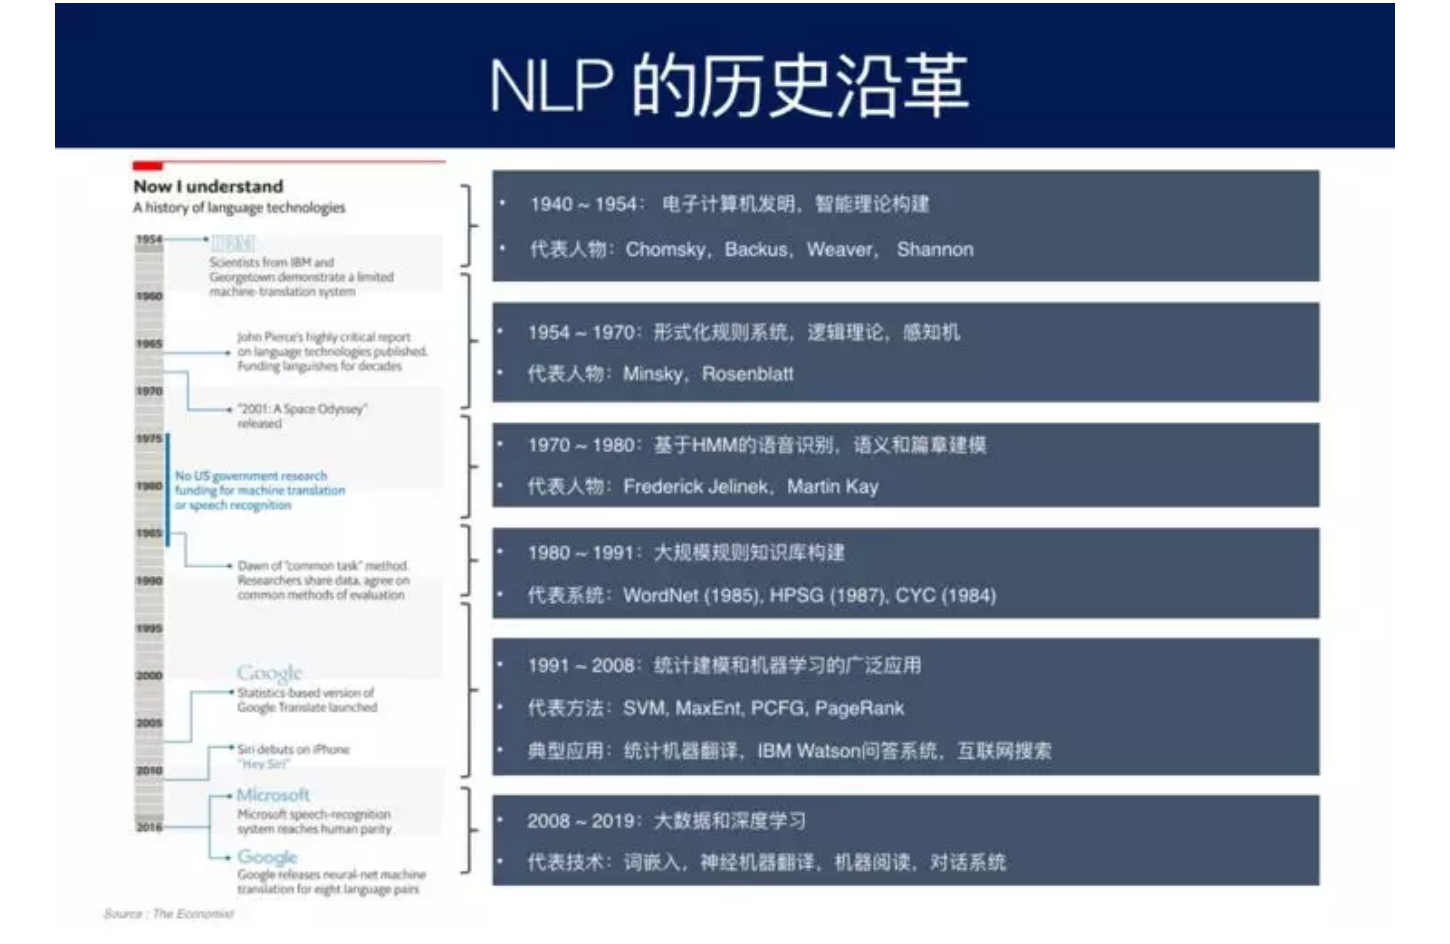 NLP 的历史沿革
Now I understand
A history of language technologies
1954
IBM
Scientists from IBM and
Georgetown demonstrate a limited
machine-translation system
1960
John Pierce's highly critical report
1965
on language technologies published.
Funding languishes for decades
1970
"2001: A Space Odyssey"
released
1975
No US government research
1980
funding for machine translation
or speech recognition
1985
Dawn of "common task" method.
1990
Researchers share data, agree on
common methods of evaluation
1995
2000
Google
Statistics-based version of
Google Translate launched
2005
Siri debuts on iPhone
"Hey Siri"
2010
Microsoft
Microsoft speech-recognition
system reaches human parity
2016
Google
Google releases neural-net machine
translation for eight language pairs
Source : The Economist
• 1940 ~ 1954： 电子计算机发明，智能理论构建
• 代表人物：Chomsky，Backus，Weaver， Shannon
• 1954 ~ 1970：形式化规则系统，逻辑理论，感知机
• 代表人物：Minsky，Rosenblatt
• 1970 ~ 1980：基于HMM的语音识别，语义和篇章建模
• 代表人物：Frederick Jelinek，Martin Kay
• 1980 ~ 1991：大规模规则知识库构建
• 代表系统：WordNet (1985), HPSG (1987), CYC (1984)
• 1991 ~ 2008：统计建模和机器学习的广泛应用
• 代表方法：SVM, MaxEnt, PCFG, PageRank
• 典型应用：统计机器翻译，IBM Watson问答系统，互联网搜索
• 2008 ~ 2019：大数据和深度学习
• 代表技术：词嵌入，神经机器翻译，机器阅读，对话系统